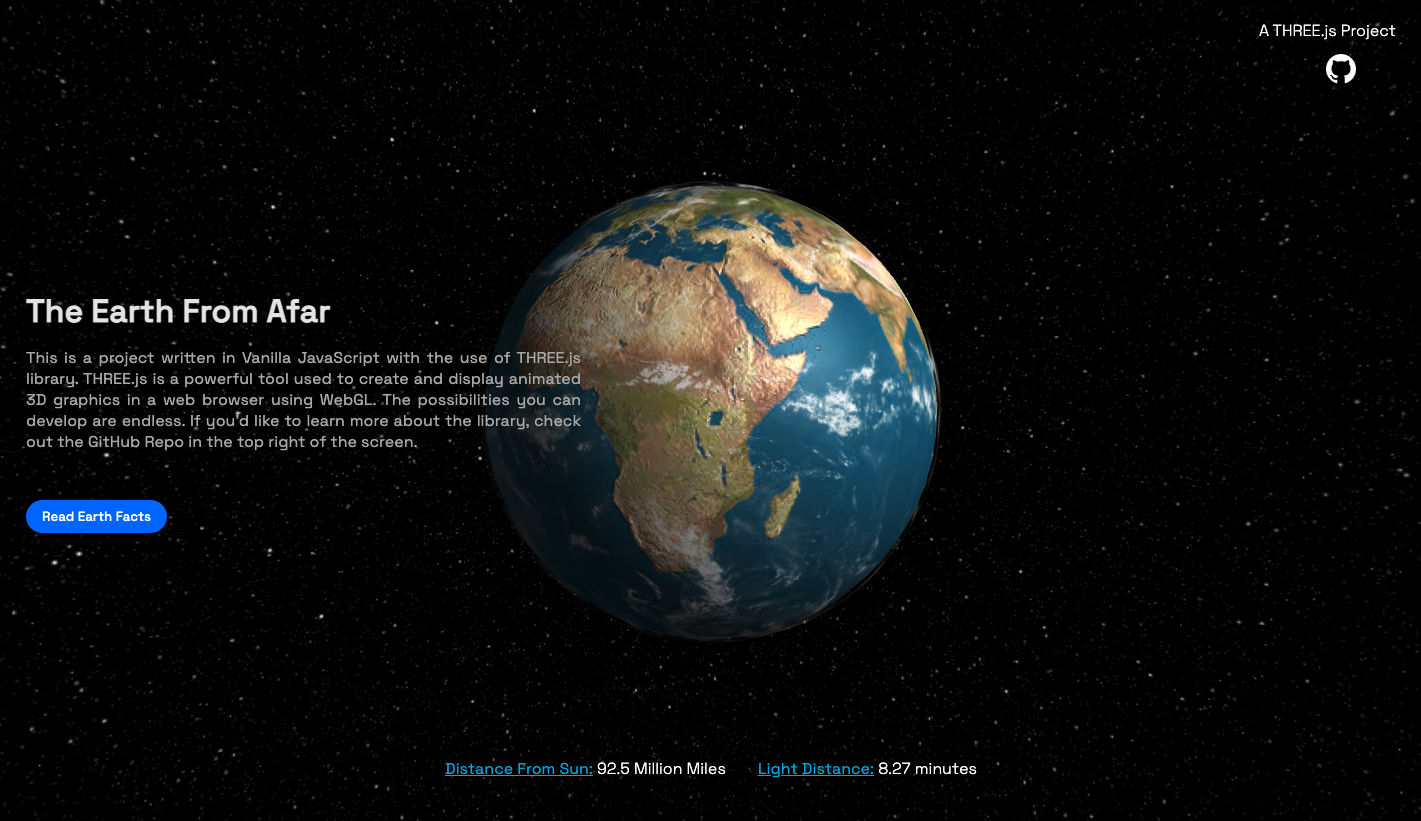 A THREE.js Project
The Earth From Afar
This is a project written in Vanilla JavaScript with the use of THREE.js
library. THREE.js is a powerful tool used to create and display animated
3D graphics in a web browser using WebGL. The possibilities you can
develop are endless. If you'd like to learn more about the library, check
out the GitHub Repo in the top right of the screen.
Read Earth Facts
Distance From Sun: 92.5 Million Miles Light Distance: 8.27 minutes